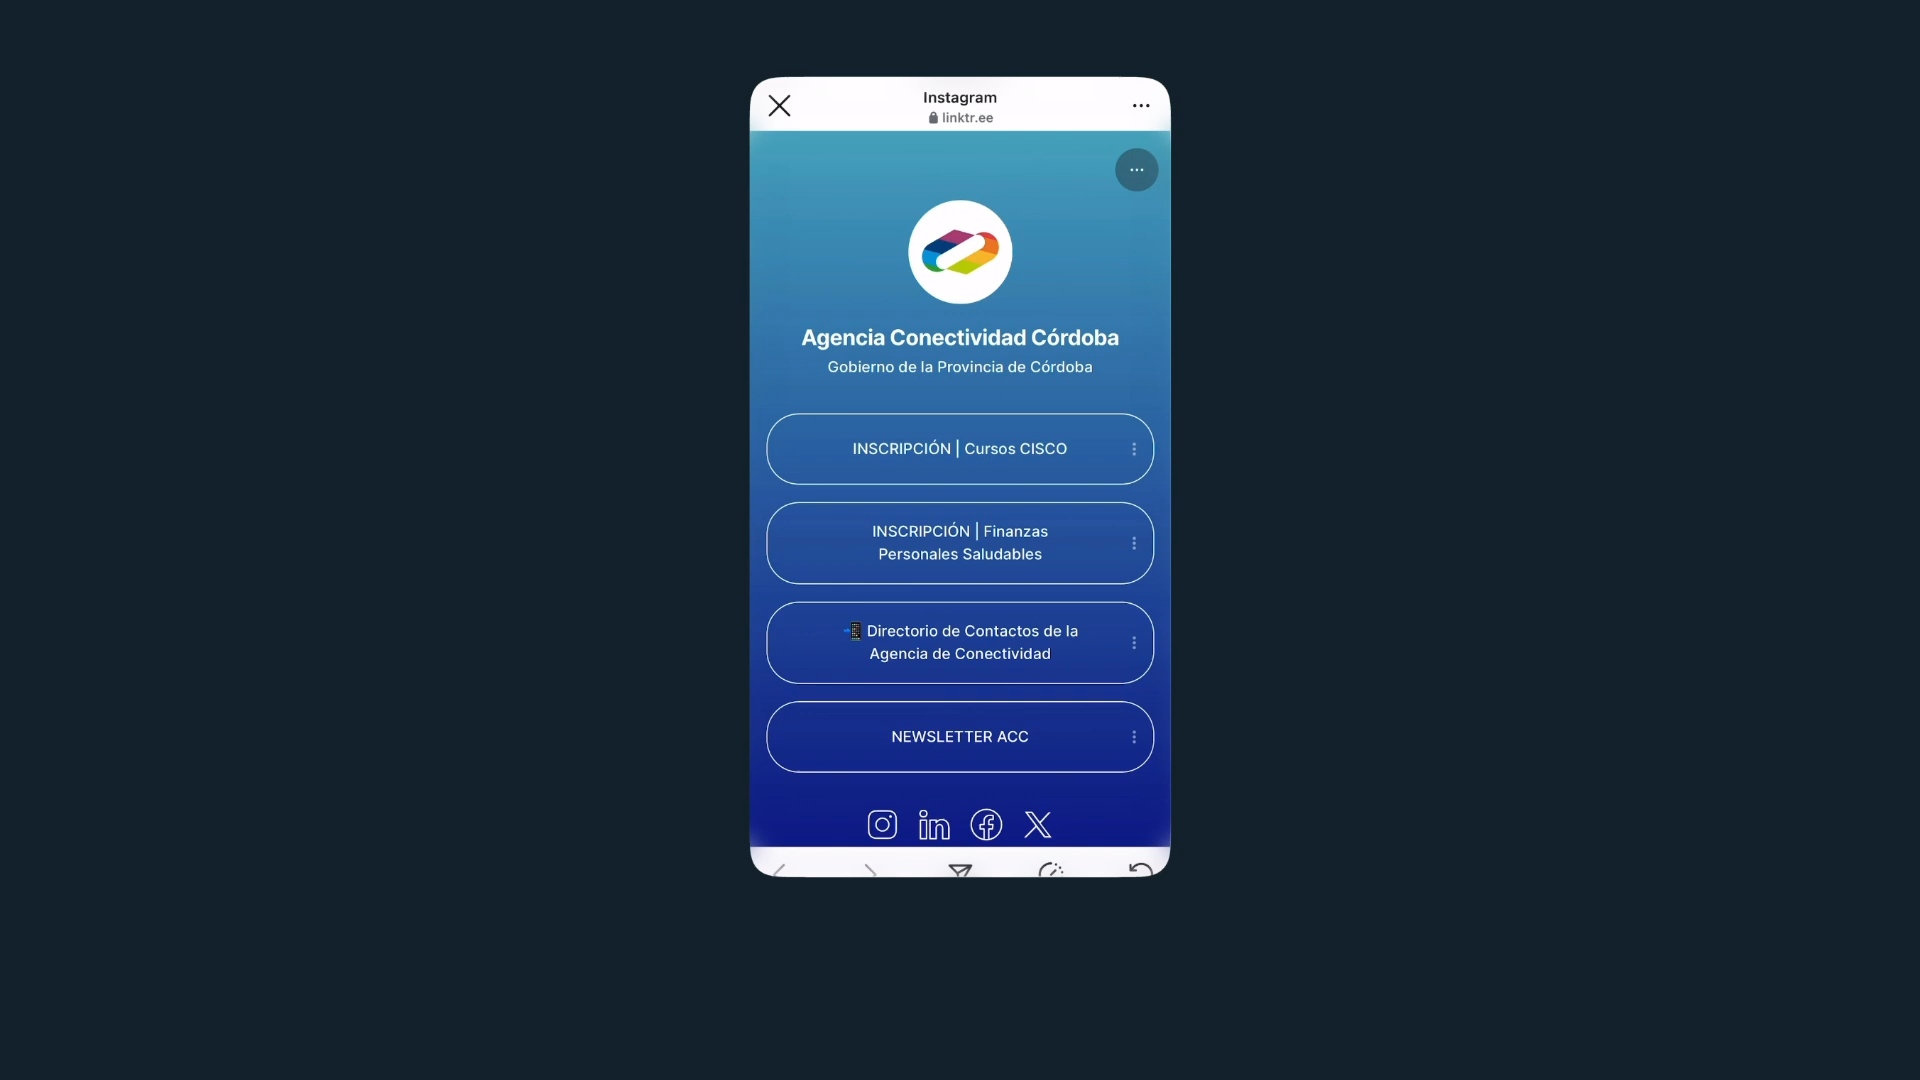 Instagram
linktr.ee
Agencia Conectividad Córdoba
Gobierno de la Provincia de Córdoba
INSCRIPCIÓN | Cursos CISCO
INSCRIPCIÓN | Finanzas
Personales Saludables
📲 Directorio de Contactos de la
Agencia de Conectividad
NEWSLETTER ACC